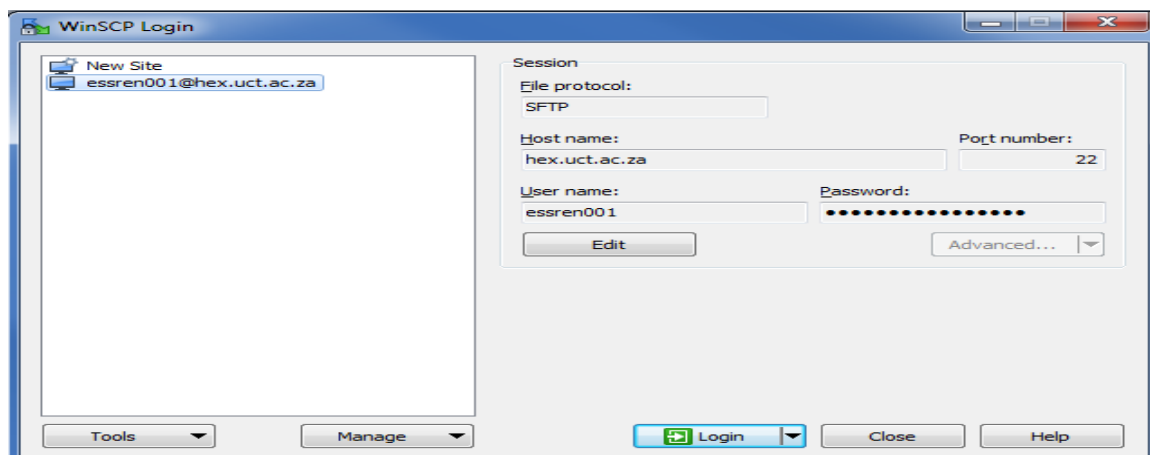 WinSCP Login
New Site
essren001@hex.uct.ac.za
Session
File protocol:
SFTP
Host name:
Port number:
hex.uct.ac.za
22
User name:
Password:
essren001
••••••••••••••••
Edit
Advanced...
Tools
Manage
Login
Close
Help